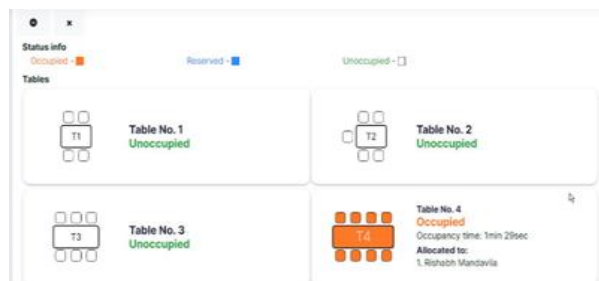 Status info
Occupied - Reserved - Unoccupied -
Tables
T1
Table No. 1
Unoccupied
T2
Table No. 2
Unoccupied
T3
Table No. 3
Unoccupied
T4
Table No. 4
Occupied
Occupancy time: 1min 29sec
Allocated to:
1. Rishabh Mandavlia